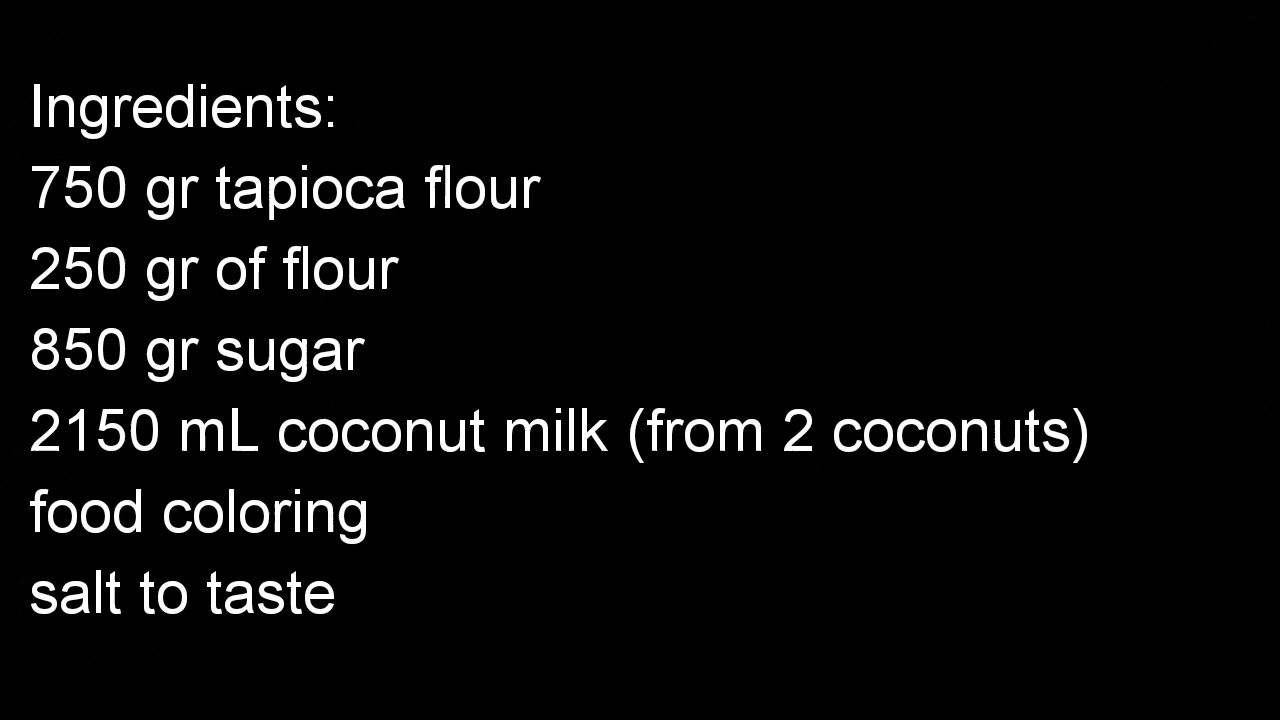 Ingredients:
750 gr tapioca flour
250 gr of flour
850 gr sugar
2150 mL coconut milk (from 2 coconuts)
food coloring
salt to taste